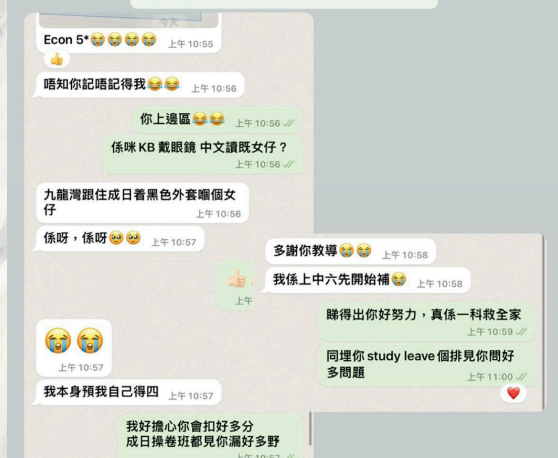 今天
Econ 5*😭😭😭😭 上午10:55
👍
唔知你記唔記得我😂😂 上午10:56
你上邊區😂😂 上午10:56
係咪 KB 戴眼鏡 中文讀既女仔？
上午10:56
九龍灣跟住成日着黑色外套嗰個女
仔 上午10:56
係呀，係呀🥹🥹 上午10:57
👍🏻
上午
😭😭
上午10:57
我本身預我自己得四 上午10:57
我好擔心你會扣好多分
成日操卷班都見你漏好多野
上午10:57
多謝你教導😭😭 上午10:58
我係上中六先開始補😭 上午10:58
睇得出你好努力，真係一科救全家
上午10:59
同埋你 study leave 個排見你問好
多問題 上午11:00
❤️